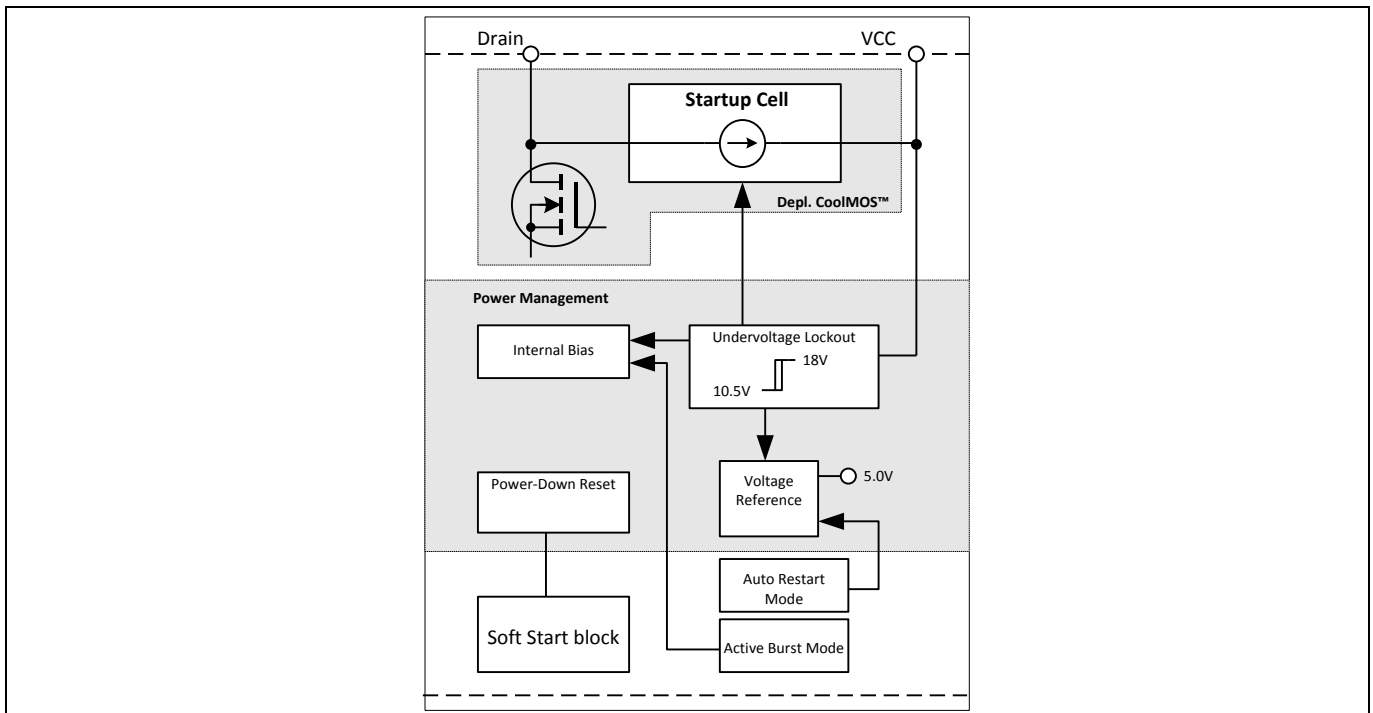 Drain
VCC
Startup Cell
Depl. CoolMOS™
Power Management
Internal Bias
Undervoltage Lockout
18V
10.5V
Power-Down Reset
Voltage
Reference
5.0V
Auto Restart
Mode
Soft Start block
Active Burst Mode